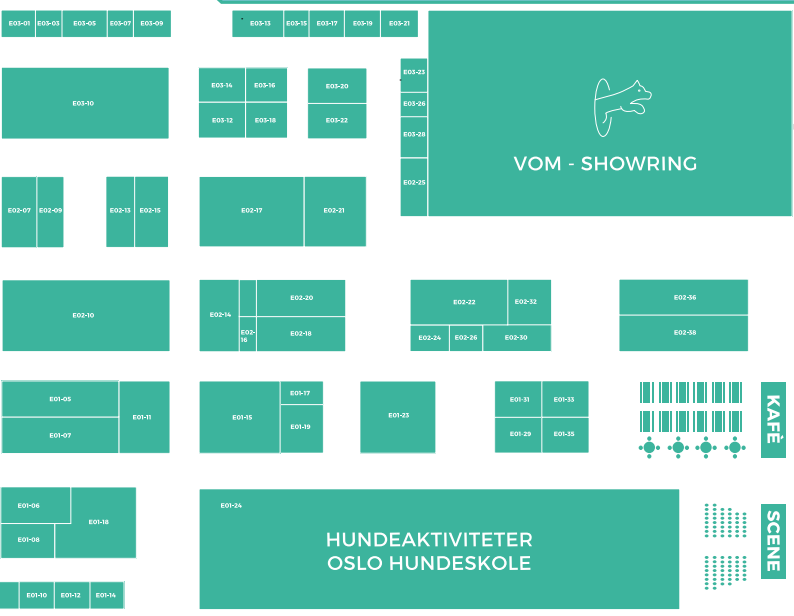 E03-01 E03-03 E03-05 E03-07 E03-09
E03-13 E03-15 E03-17 E03-19 E03-21
E03-10
E03-14 E03-16
E03-12 E03-18
E03-20
E03-22
E03-23
E03-26
E03-28
E02-25
VOM - SHOWRING
E02-07 E02-09
E02-13 E02-15
E02-17 E02-21
E02-10
E02-14
E02-
16
E02-20
E02-18
E02-22 E02-32
E02-24 E02-26 E02-30
E02-36
E02-38
E01-05
E01-07
E01-11
E01-15
E01-17
E01-19
E01-23
E01-31 E01-33
E01-29 E01-35
KAFÈ
E01-06
E01-08
E01-18
E01-24
HUNDEAKTIVITETER
OSLO HUNDESKOLE
SCENE
E01-10 E01-12 E01-14